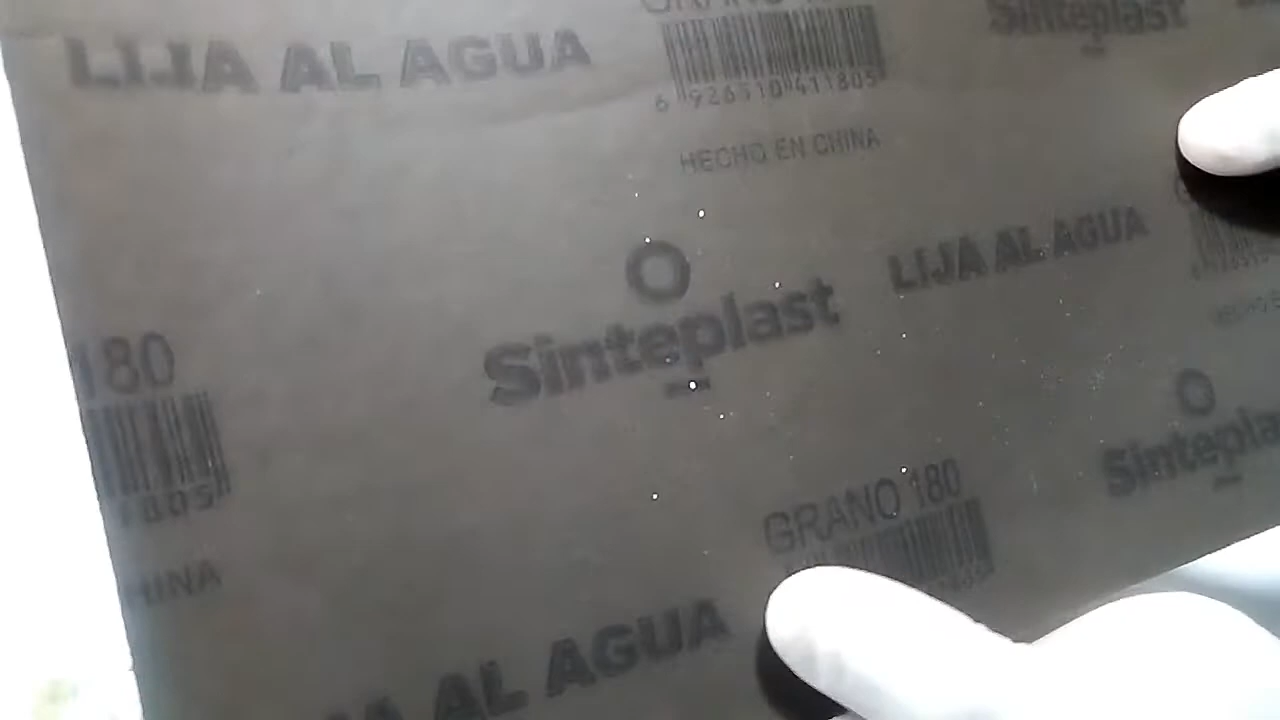 LIJA AL AGUA
Sinteplast
6 926510 411805
HECHO EN CHINA
Sinteplast
LIJA AL AGUA
180
Sinteplast
GRANO 180
AL AGUA